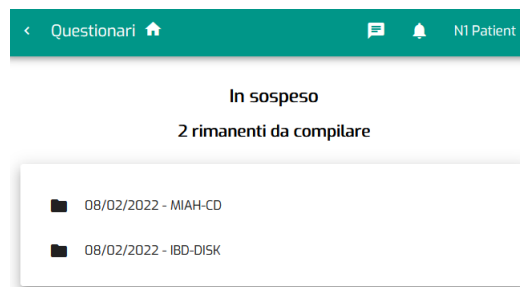 Questionari N1 Patient
In sospeso
2 rimanenti da compilare
08/02/2022 - MIAH-CD
08/02/2022 - IBD-DISK